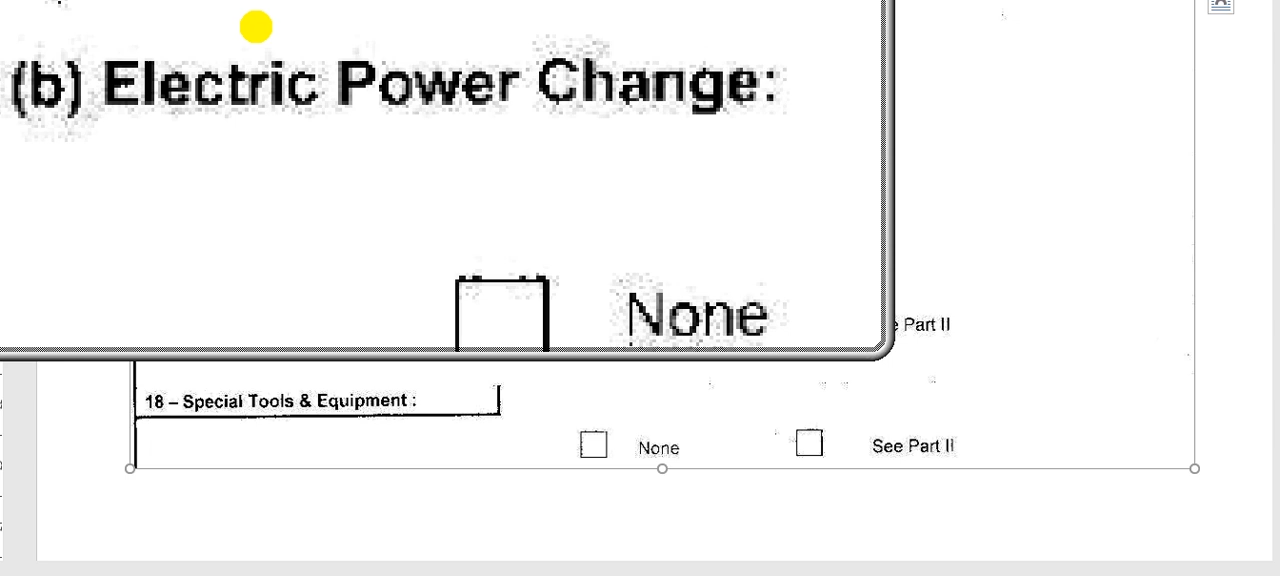 (b) Electric Power Change:
None
Part II
18 – Special Tools & Equipment :
None See Part II